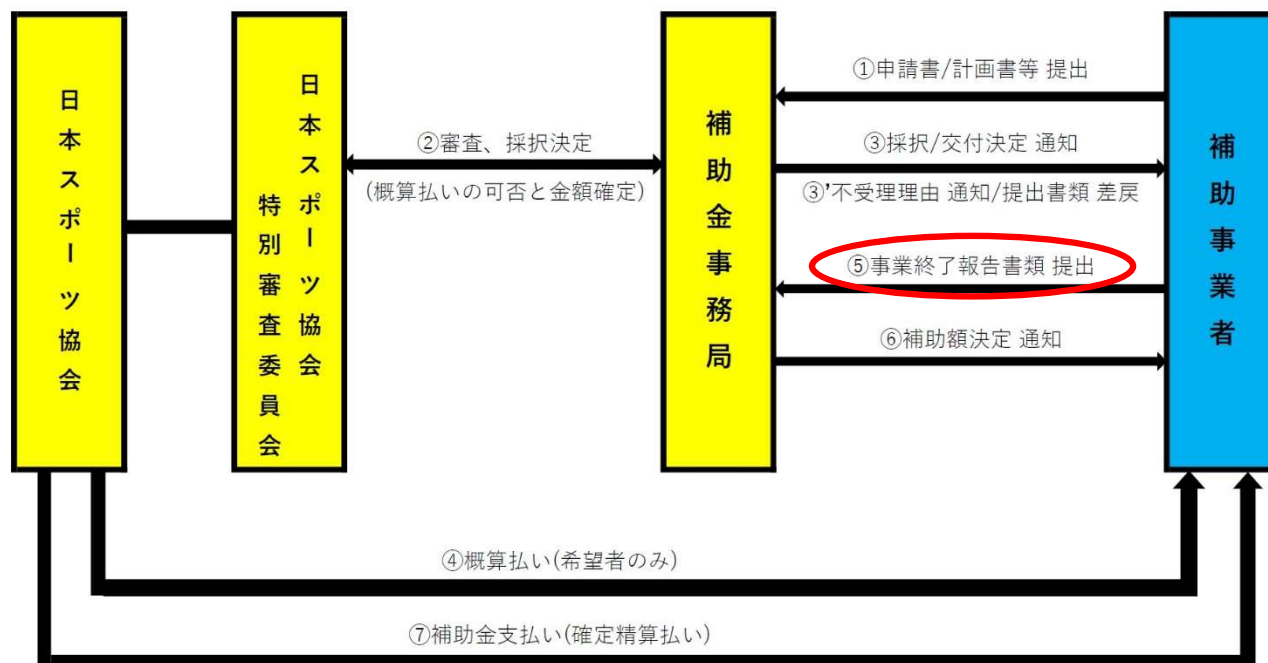 日本スポーツ協会
日本スポーツ協会
特別審査委員会
②審査、採択決定
(概算払いの可否と金額確定)
補助金事務局
①申請書/計画書等 提出
③採択/交付決定 通知
③’不受理理由 通知/提出書類 差戻
⑤事業終了報告書類 提出
⑥補助額決定 通知
補助事業者
④概算払い(希望者のみ)
⑦補助金支払い(確定精算払い)